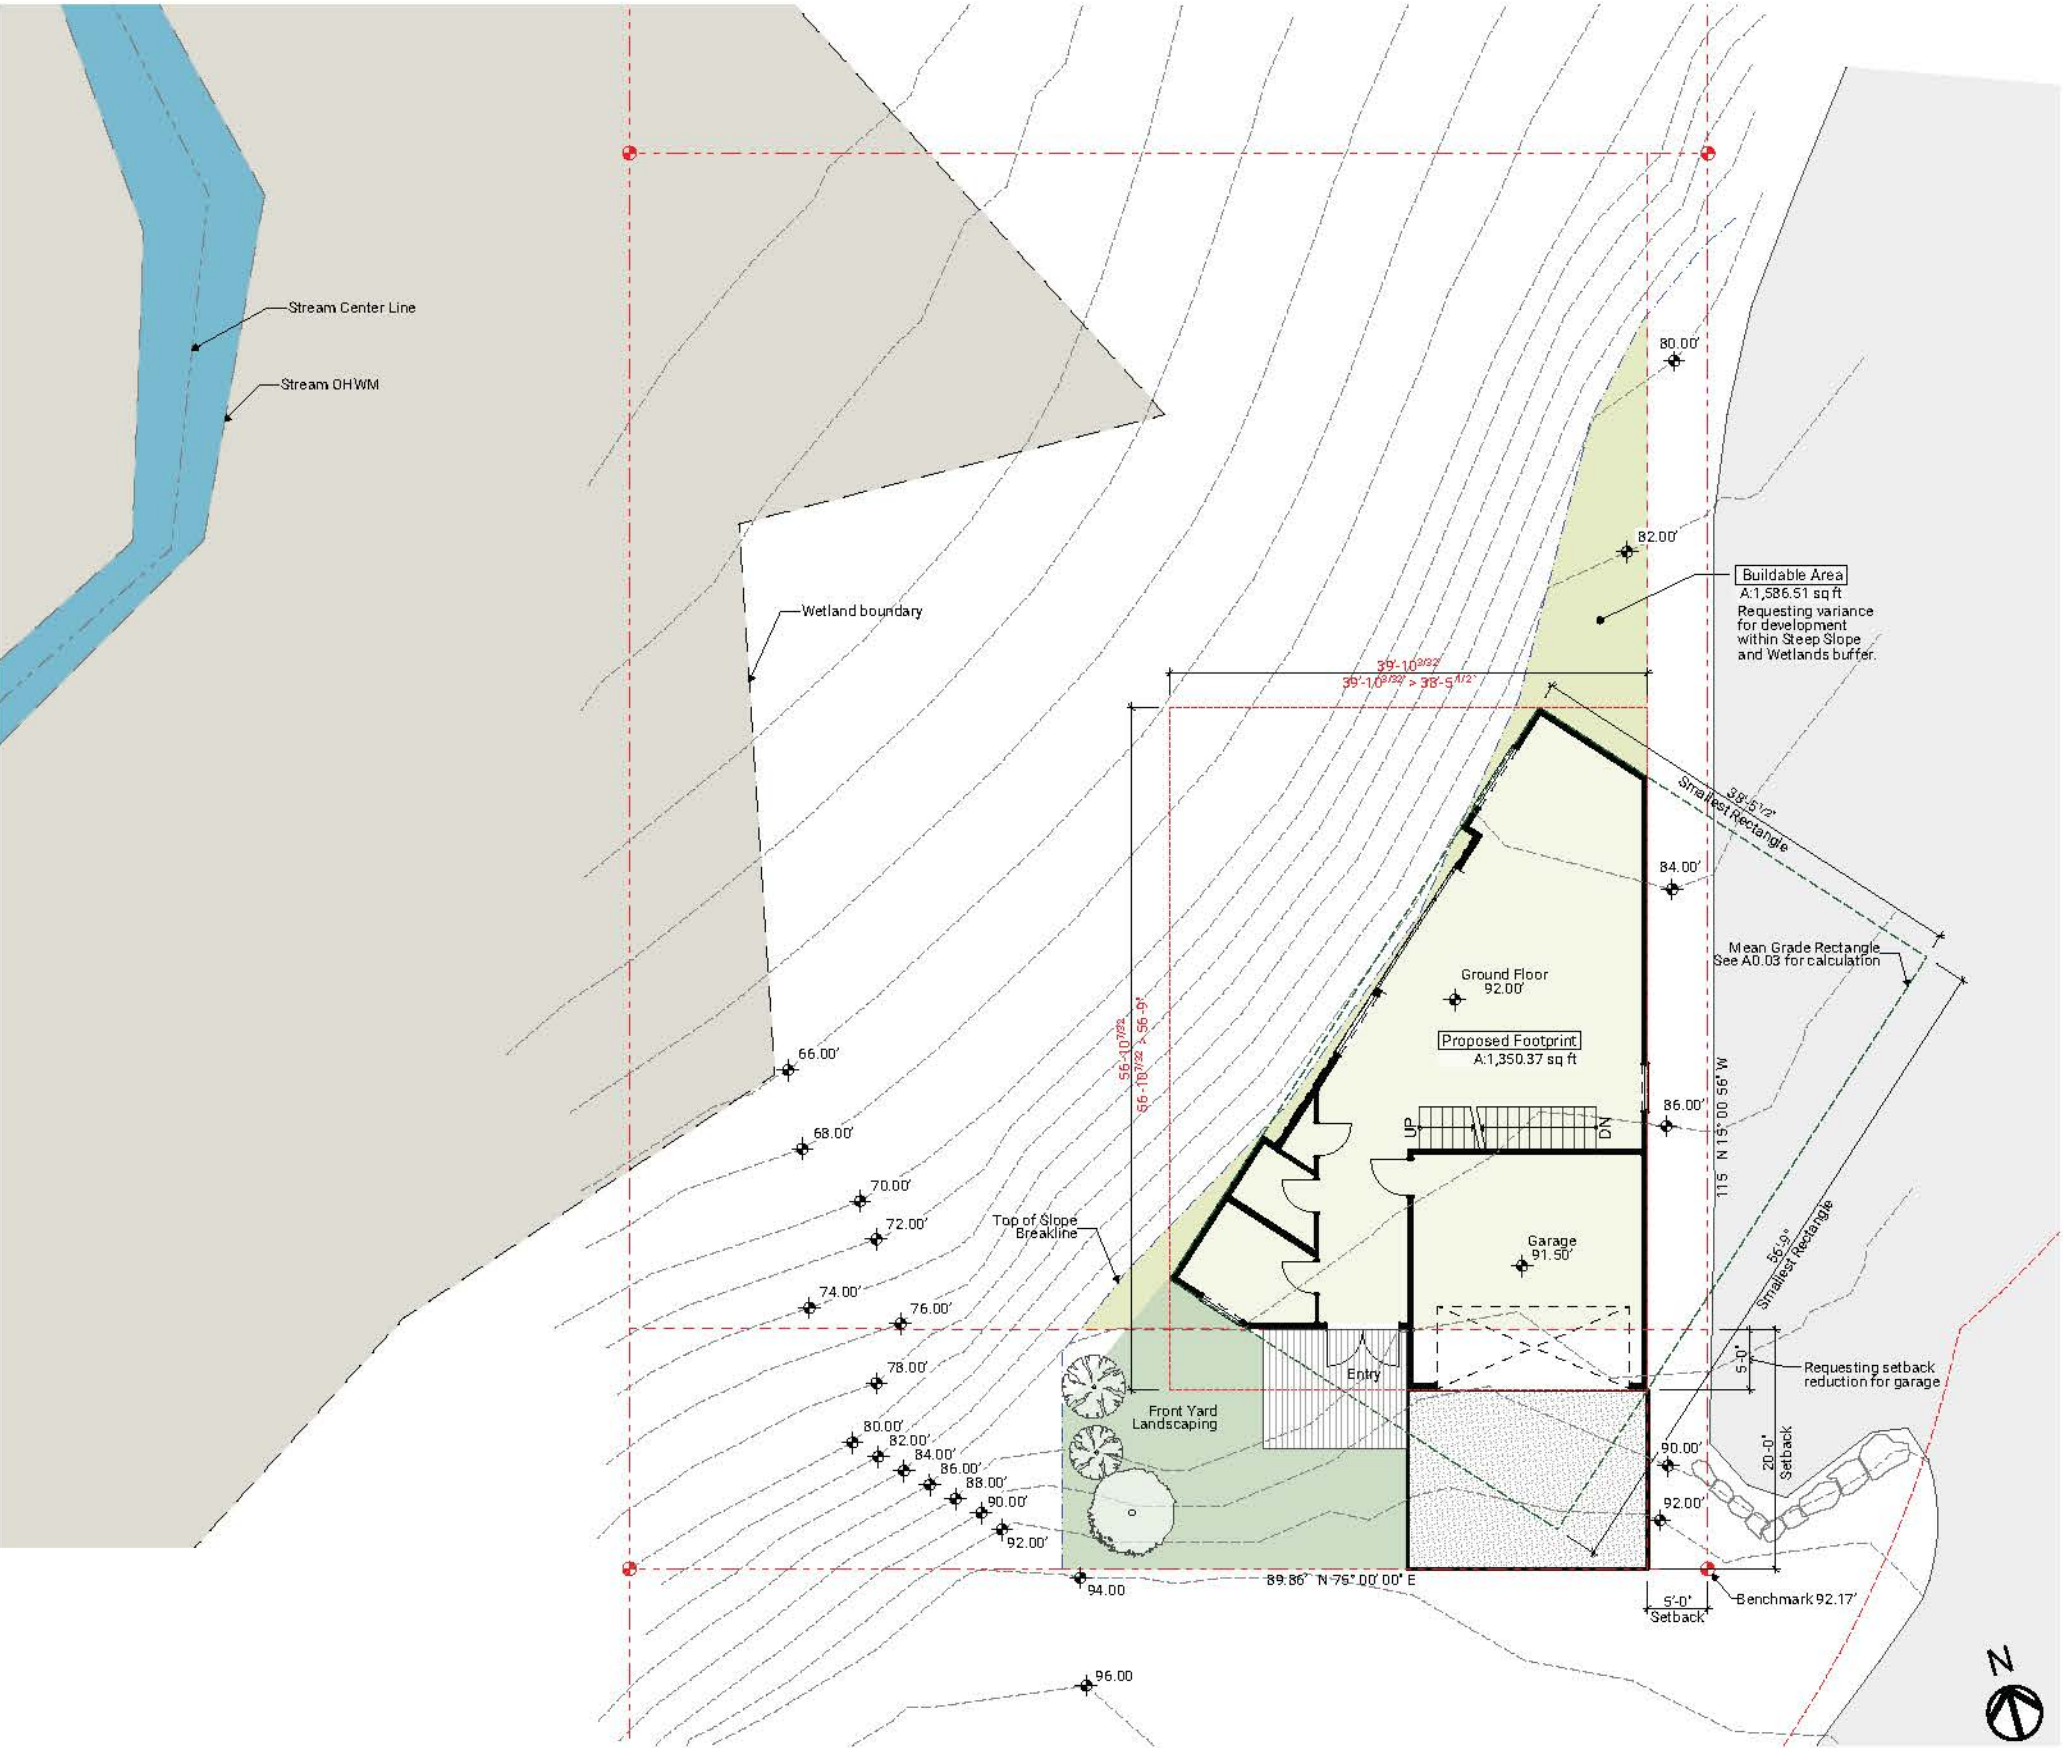 Stream Center Line
80.00'
Stream OHWM
82.00'
Buildable Area
A:1,586.51 sq ft
Requesting variance
for development
within Steep Slope
and Wetlands buffer.
Wetland boundary
39'-10 3/32"
39'-10 3/32" > 38'-5 1/2"
38'-5 1/2"
Smallest Rectangle
84.00'
Mean Grade Rectangle
See A0.03 for calculation
Ground Floor
92.00'
56'-10 7/32"
56'-10 7/32" > 56'-9"
Proposed Footprint
A:1,350.37 sq ft
66.00'
86.00'
UP
DN
68.00'
115' N 15° 00' 56" W
70.00'
72.00'
Top of Slope
Breakline
Garage
91.50'
56'-9"
Smallest Rectangle
74.00'
76.00'
78.00'
Entry
5'-0"
Requesting setback
reduction for garage
Front Yard
Landscaping
80.00'
82.00'
84.00'
86.00'
88.00'
90.00'
92.00'
90.00'
92.00'
20'-0"
Setback
94.00
89.86' N 75° 00' 00" E
5'-0"
Setback
Benchmark 92.17'
96.00
N